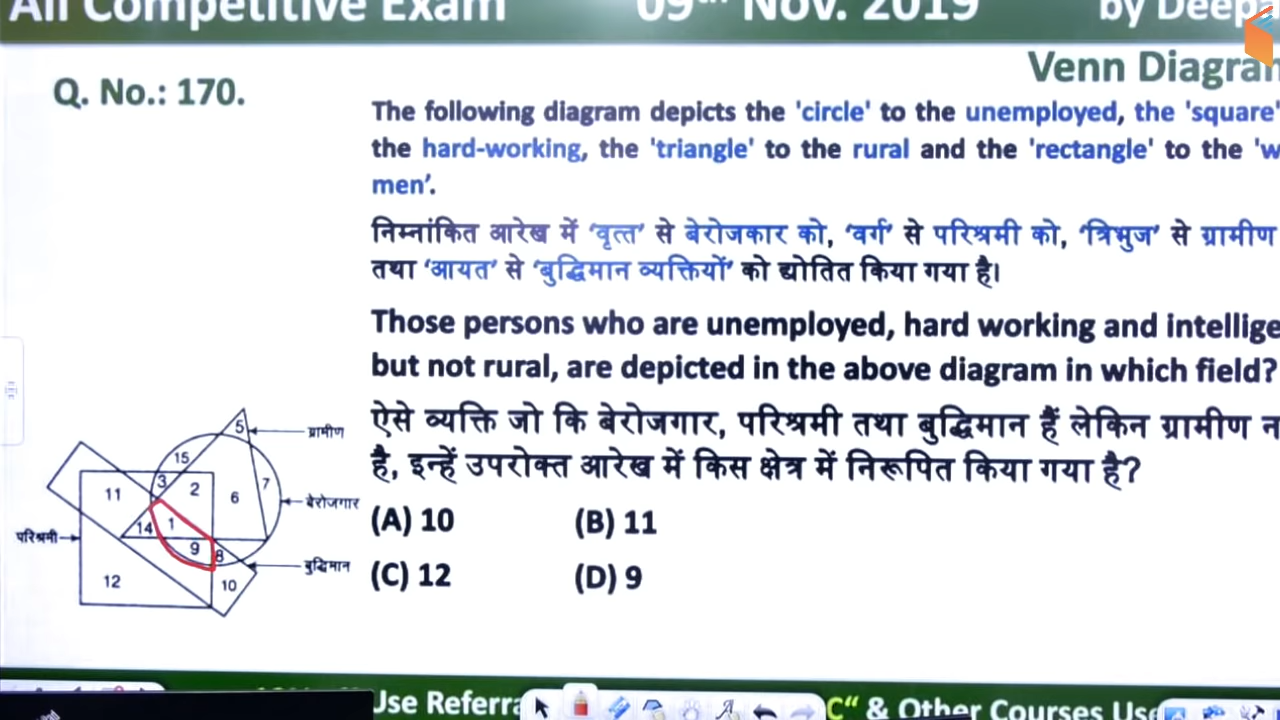 All Competitive Exam 09th Nov. 2019 by Deepa
Venn Diagram
Q. No.: 170.
The following diagram depicts the 'circle' to the unemployed, the 'square'
the hard-working, the 'triangle' to the rural and the 'rectangle' to the 'w
men'.
निम्नांकित आरेख में ‘वृत्त’ से बेरोजकार को, ‘वर्ग’ से परिश्रमी को, ‘त्रिभुज’ से ग्रामीण
तथा ‘आयत’ से ‘बुद्धिमान व्यक्तियों’ को द्योतित किया गया है।
Those persons who are unemployed, hard working and intellige
but not rural, are depicted in the above diagram in which field?
ऐसे व्यक्ति जो कि बेरोजगार, परिश्रमी तथा बुद्धिमान हैं लेकिन ग्रामीण न
है, इन्हें उपरोक्त आरेख में किस क्षेत्र में निरूपित किया गया है?
(A) 10 (B) 11
(C) 12 (D) 9
5 ग्रामीण
15
3 2 6 7
11
बेरोजगार
14 1
परिश्रमी
9 8
बुद्धिमान
12 10
Use Referra C“ & Other Courses Use